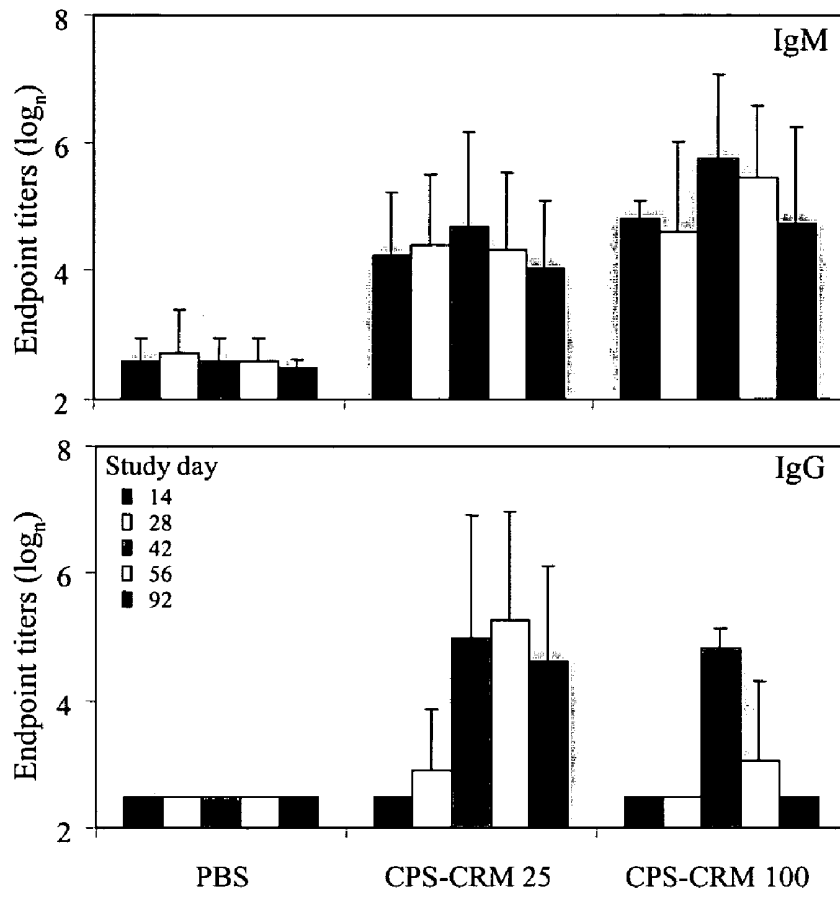 8
IgM
6
Endpoint titers (logn)
4
2
8
Study day
IgG
14
28
42
56
92
6
Endpoint titers (logn)
4
2
PBS
CPS-CRM 25
CPS-CRM 100